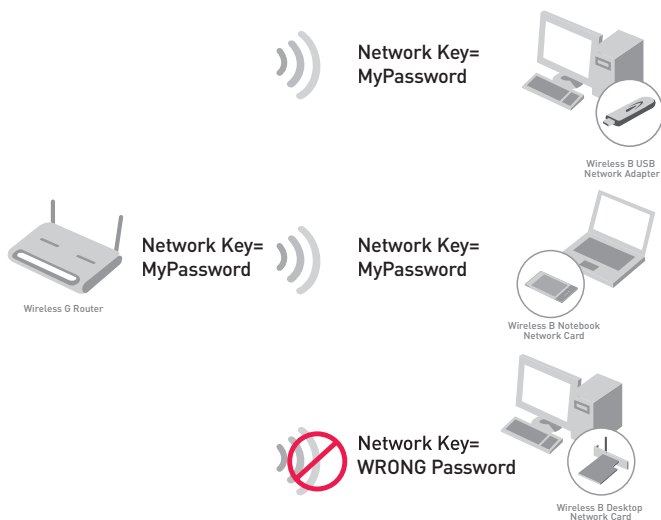 Network Key=
MyPassword
Wireless B USB
Network Adapter
Wireless G Router
Network Key=
MyPassword
Network Key=
MyPassword
Wireless B Notebook
Network Card
Network Key=
WRONG Password
Wireless B Desktop
Network Card